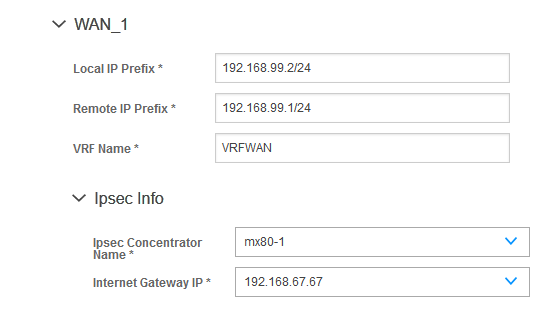 WAN_1
Local IP Prefix * 192.168.99.2/24
Remote IP Prefix * 192.168.99.1/24
VRF Name * VRFWAN
Ipsec Info
Ipsec Concentrator
Name * mx80-1
Internet Gateway IP * 192.168.67.67